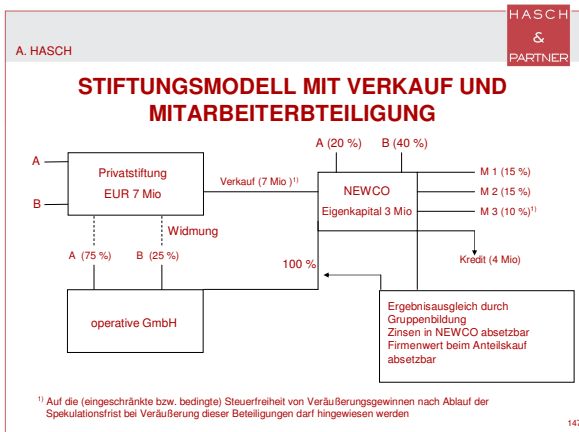 HASCH
&
PARTNER
A. HASCH
STIFTUNGSMODELL MIT VERKAUF UND
MITARBEITERBTEILIGUNG
A (20 %) B (40 %)
A
B
Privatstiftung
EUR 7 Mio
Verkauf (7 Mio )1)
NEWCO
Eigenkapital 3 Mio
M 1 (15 %)
M 2 (15 %)
M 3 (10 %)1)
Widmung
A (75 %) B (25 %)
100 %
Kredit (4 Mio)
operative GmbH
Ergebnisausgleich durch
Gruppenbildung
Zinsen in NEWCO absetzbar
Firmenwert beim Anteilskauf
absetzbar
1) Auf die (eingeschränkte bzw. bedingte) Steuerfreiheit von Veräußerungsgewinnen nach Ablauf der
Spekulationsfrist bei Veräußerung dieser Beteiligungen darf hingewiesen werden
147